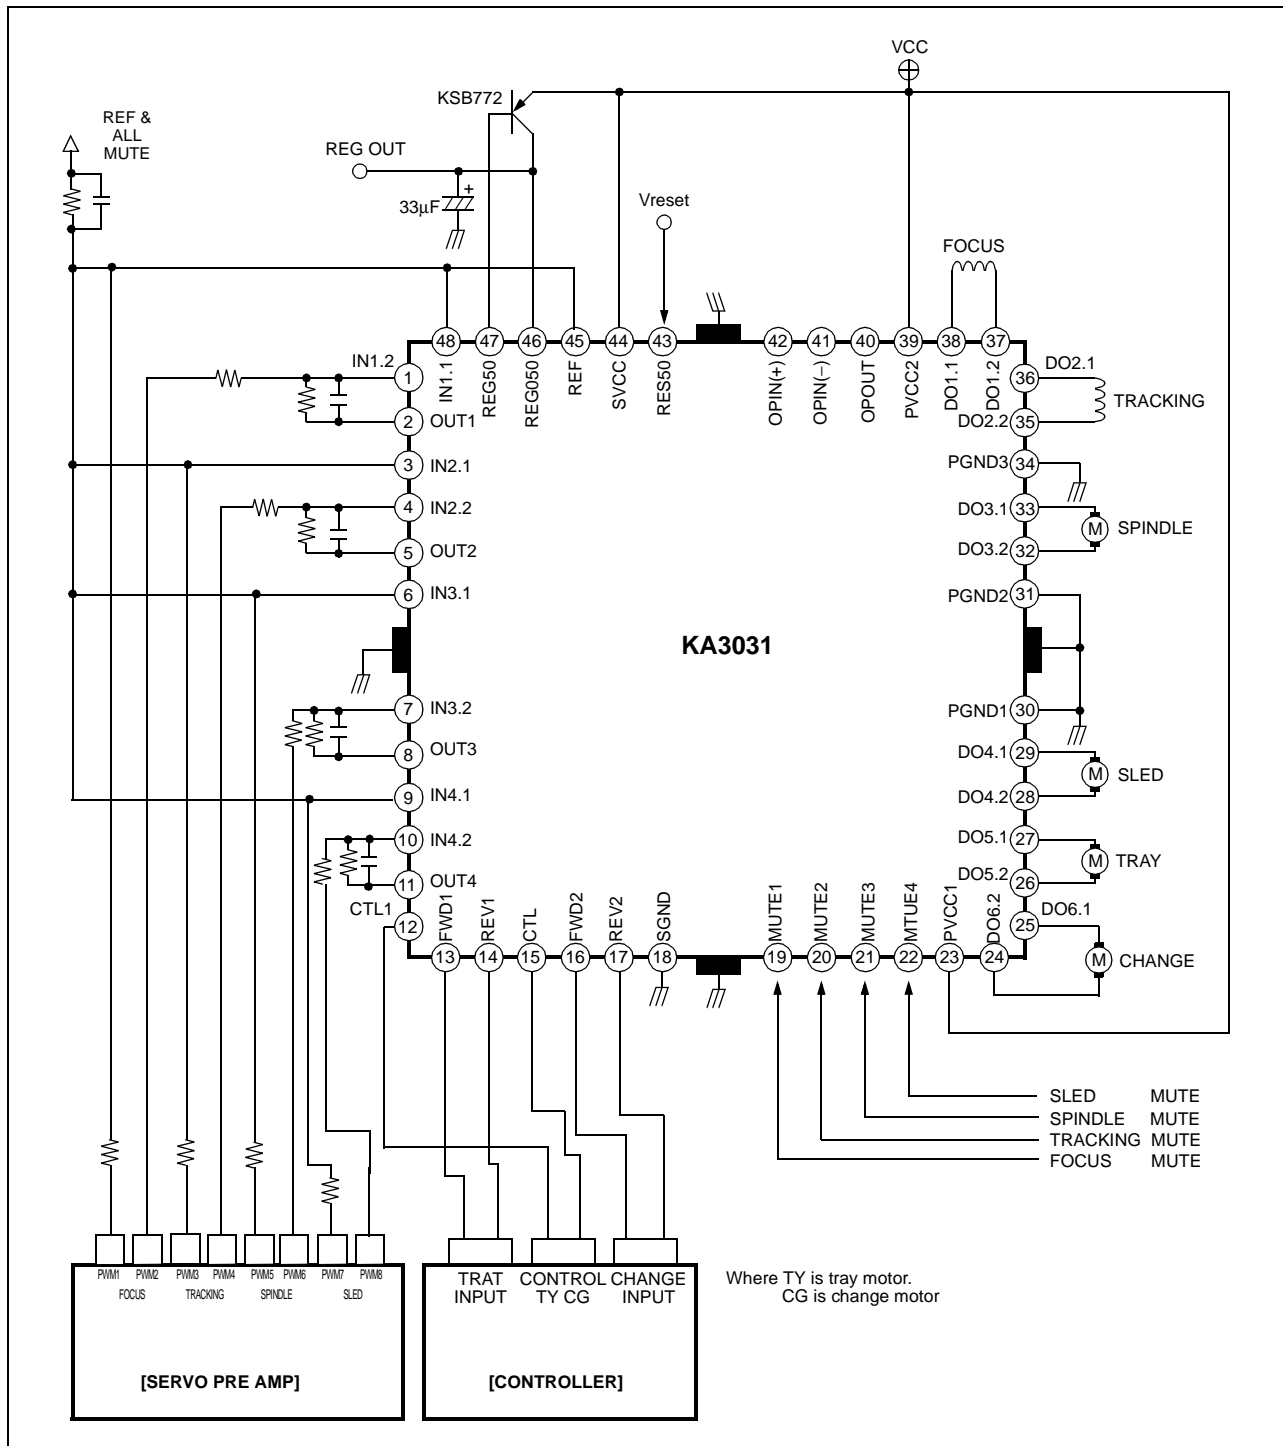 VCC
KSB772
REF &
ALL
MUTE
REG OUT
33µF
+
Vreset
FOCUS
48 47 46 45 44 43 42 41 40 39 38 37
IN1.1
REG50
REG050
REF
SVCC
RES50
OPIN(+)
OPIN(−)
OPOUT
PVCC2
DO1.1
DO1.2
IN1.2
1
2 OUT1
3 IN2.1
4 IN2.2
5 OUT2
6 IN3.1
7 IN3.2
8 OUT3
9 IN4.1
10 IN4.2
11 OUT4
CTL1
12
KA3031
DO2.1
36
TRACKING
DO2.2 35
PGND3 34
DO3.1 33
M SPINDLE
DO3.2 32
PGND2 31
PGND1 30
DO4.1 29
M SLED
DO4.2 28
DO5.1 27
M TRAY
DO5.2
26
DO6.1
25
M CHANGE
FWD1
REV1
CTL
FWD2
REV2
SGND
MUTE1
MUTE2
MUTE3
MTUE4
PVCC1
DO6.2
13 14 15 16 17 18 19 20 21 22 23 24
SLED MUTE
SPINDLE MUTE
TRACKING MUTE
FOCUS MUTE
PWM1 PWM2 PWM3 PWM4 PWM5 PWM6 PWM7 PWM8
FOCUS TRACKING SPINDLE SLED
[SERVO PRE AMP]
TRAT CONTROL CHANGE
INPUT TY CG INPUT
[CONTROLLER]
Where TY is tray motor.
CG is change motor